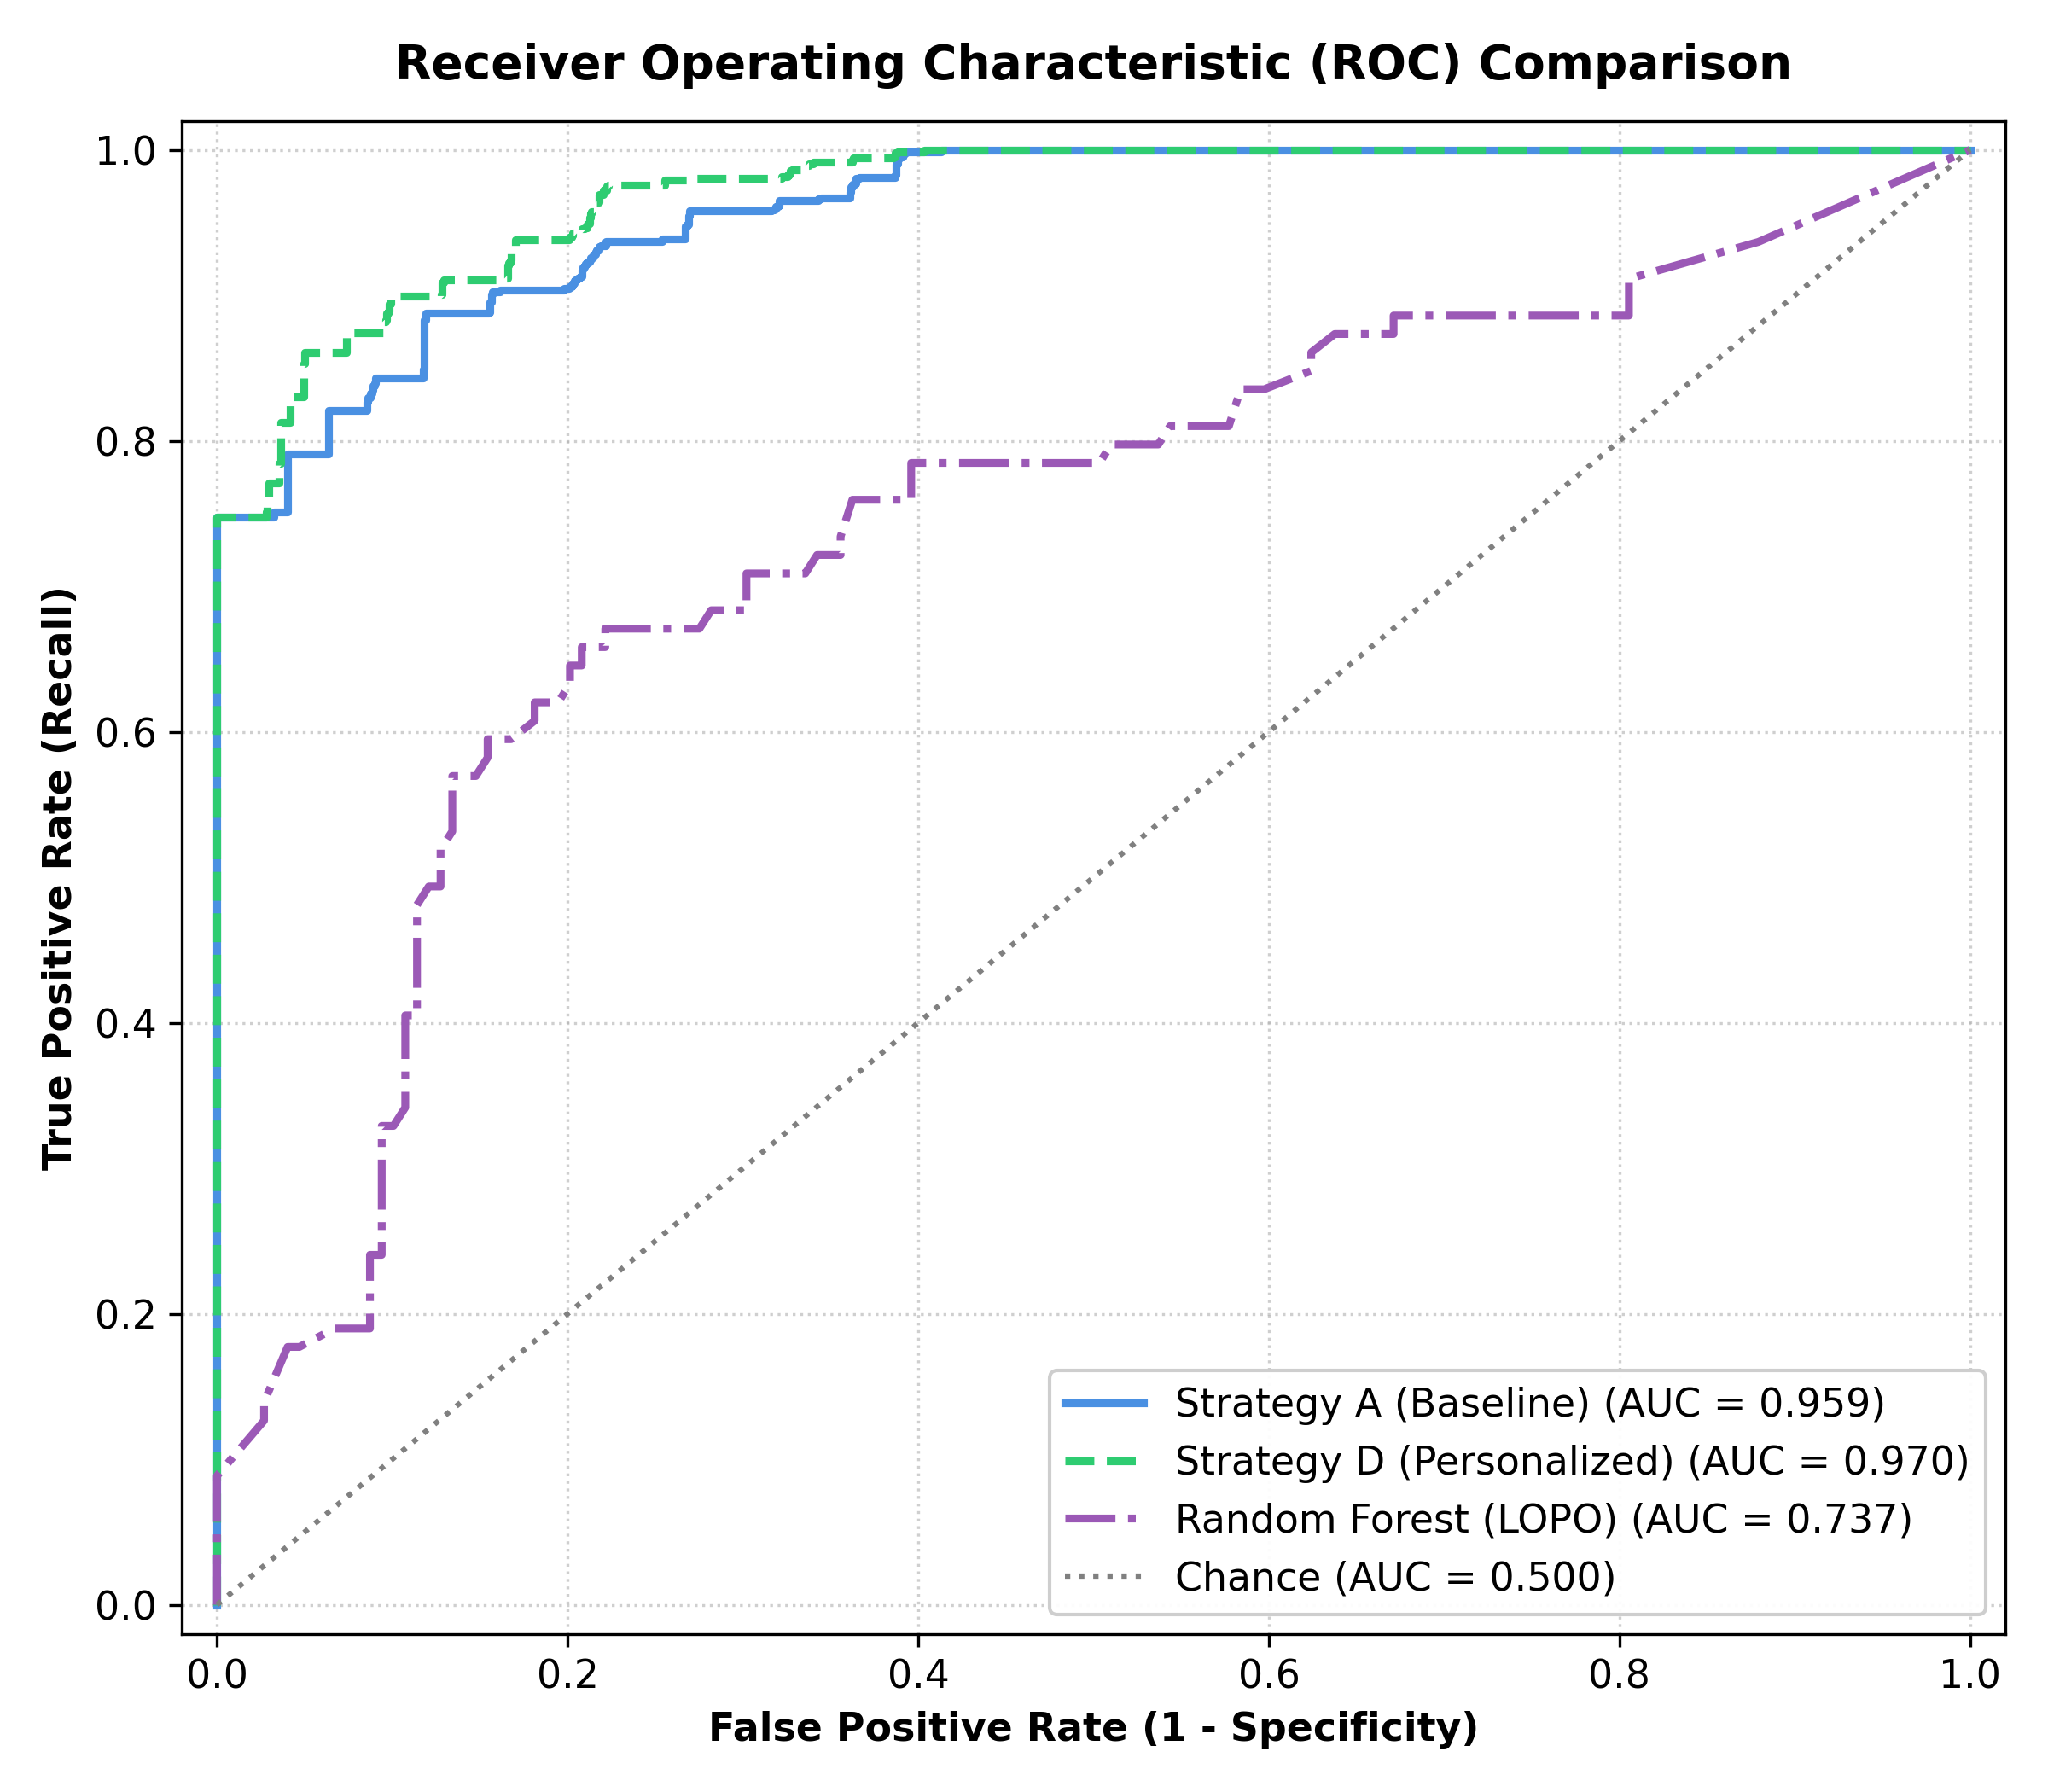 Receiver Operating Characteristic (ROC) Comparison
True Positive Rate (Recall)
1.0
0.8
0.6
0.4
0.2
0.0
Strategy A (Baseline) (AUC = 0.959)
Strategy D (Personalized) (AUC = 0.970)
Random Forest (LOPO) (AUC = 0.737)
Chance (AUC = 0.500)
0.0 0.2 0.4 0.6 0.8 1.0
False Positive Rate (1 - Specificity)